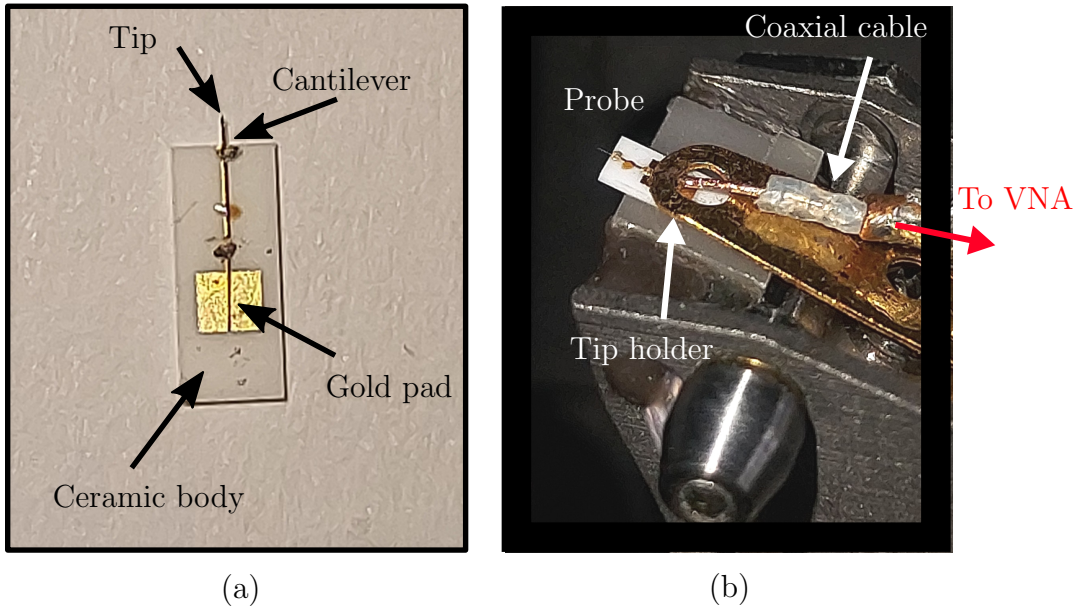 Tip
Cantilever
Gold pad
Ceramic body
(a)
Coaxial cable
Probe
To VNA
Tip holder
(b)